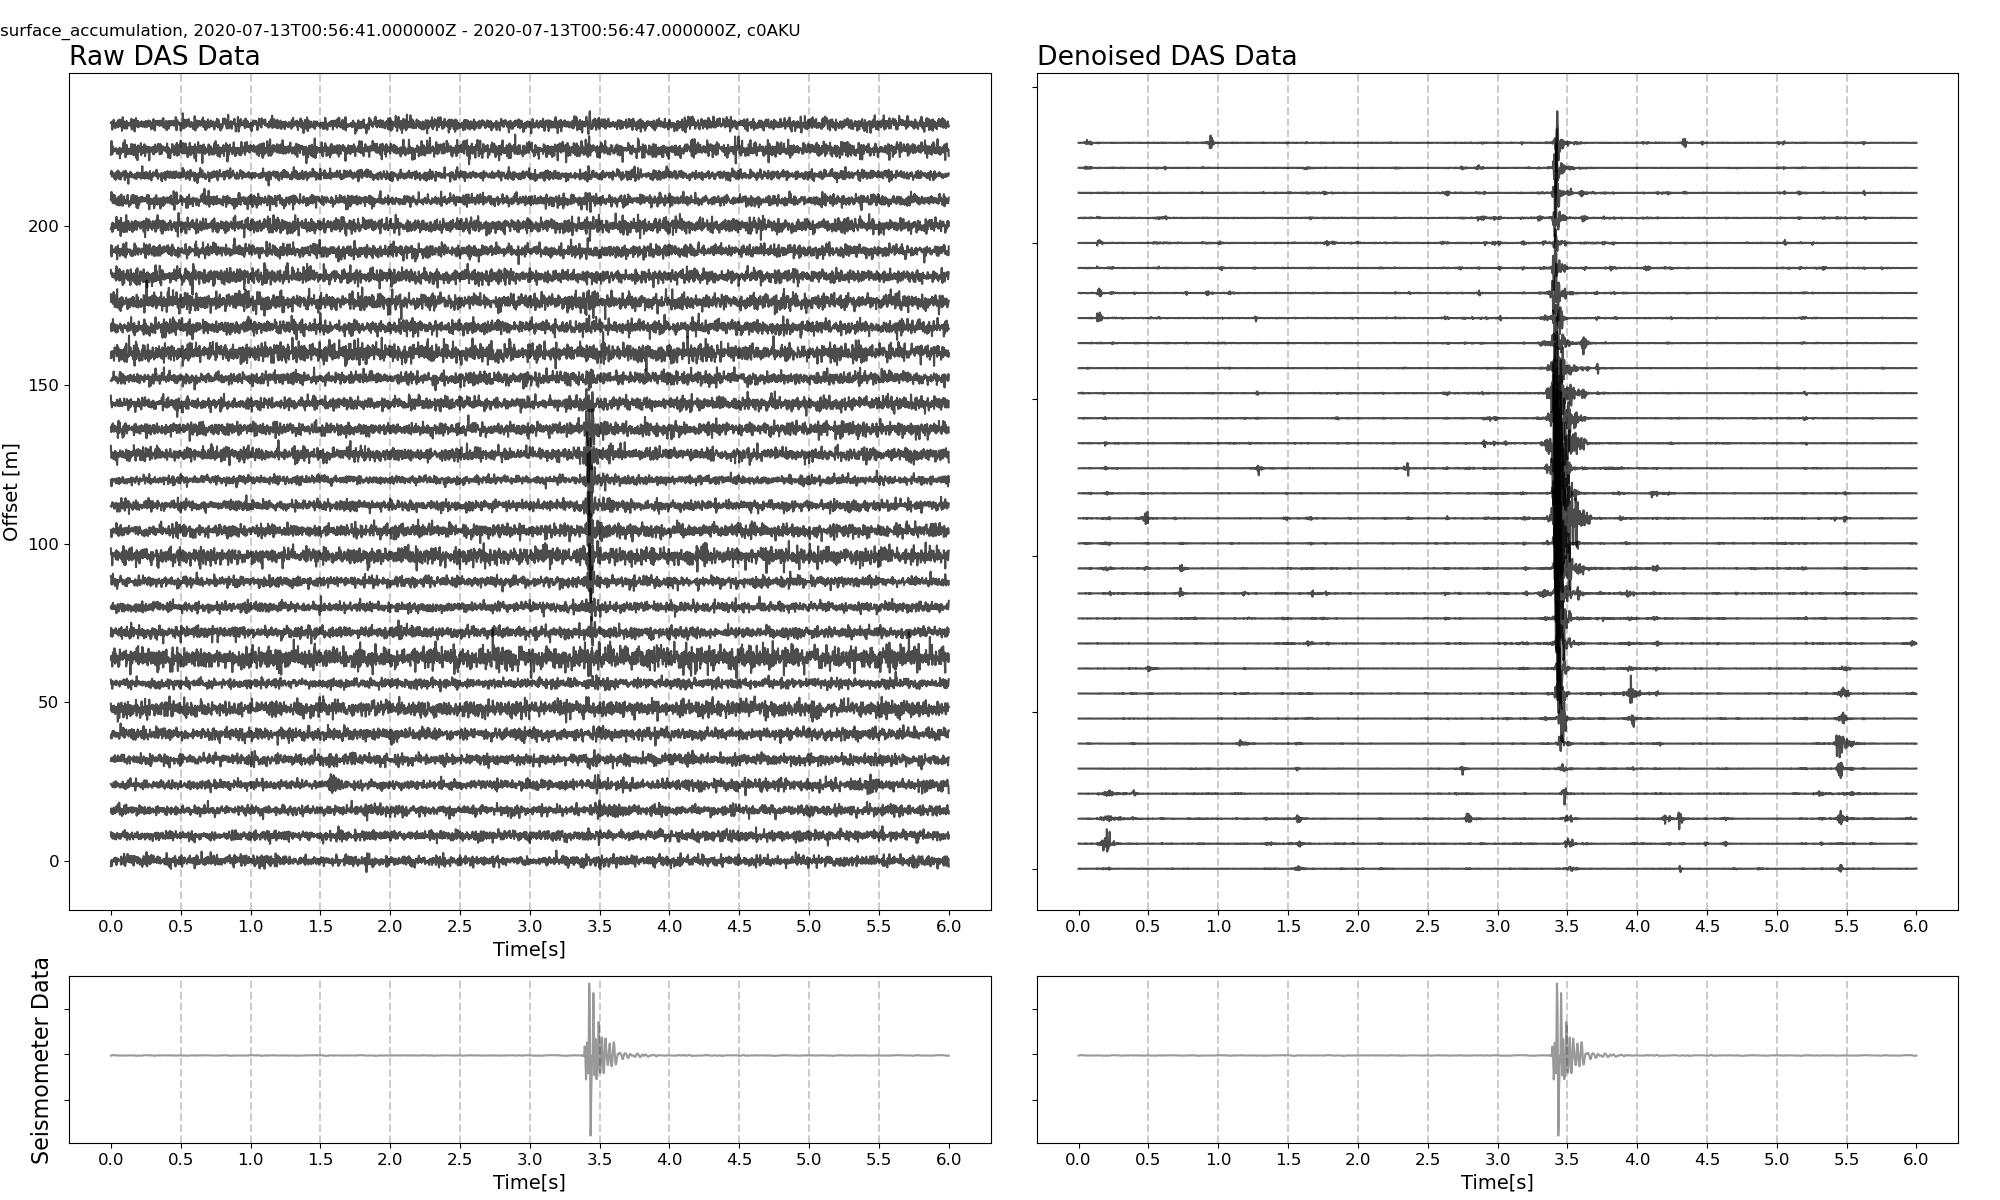 surface_accumulation, 2020-07-13T00:56:41.000000Z - 2020-07-13T00:56:47.000000Z, c0AKU
Raw DAS Data
Denoised DAS Data
Offset [m]
200
150
100
50
0
0.0 0.5 1.0 1.5 2.0 2.5 3.0 3.5 4.0 4.5 5.0 5.5 6.0
Time[s]
0.0 0.5 1.0 1.5 2.0 2.5 3.0 3.5 4.0 4.5 5.0 5.5 6.0
Seismometer Data
0.0 0.5 1.0 1.5 2.0 2.5 3.0 3.5 4.0 4.5 5.0 5.5 6.0
Time[s]
0.0 0.5 1.0 1.5 2.0 2.5 3.0 3.5 4.0 4.5 5.0 5.5 6.0
Time[s]